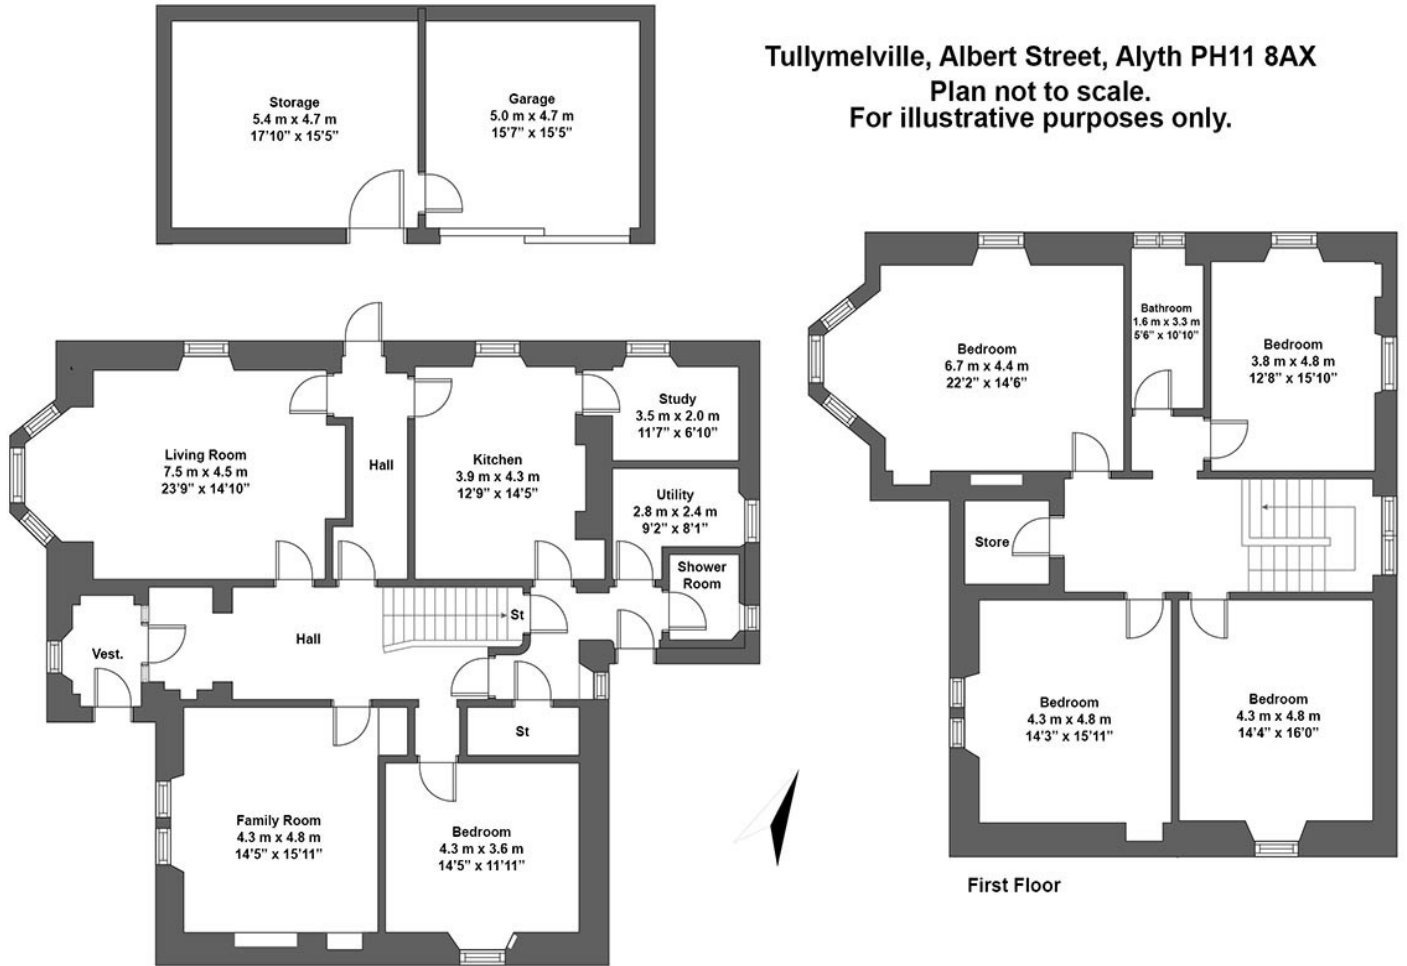 Tullymelville, Albert Street, Alyth PH11 8AX
Plan not to scale.
For illustrative purposes only.
Storage
5.4 m x 4.7 m
17'10" x 15'5"
Garage
5.0 m x 4.7 m
15'7" x 15'5"
Living Room
7.5 m x 4.5 m
23'9" x 14'10"
Hall
Kitchen
3.9 m x 4.3 m
12'9" x 14'5"
Study
3.5 m x 2.0 m
11'7" x 6'10"
Utility
2.8 m x 2.4 m
9'2" x 8'1"
Shower
Room
Vest.
Hall
St
St
Family Room
4.3 m x 4.8 m
14'5" x 15'11"
Bedroom
4.3 m x 3.6 m
14'5" x 11'11"
Bedroom
6.7 m x 4.4 m
22'2" x 14'6"
Bathroom
1.6 m x 3.3 m
5'6" x 10'10"
Bedroom
3.8 m x 4.8 m
12'8" x 15'10"
Store
Bedroom
4.3 m x 4.8 m
14'3" x 15'11"
Bedroom
4.3 m x 4.8 m
14'4" x 16'0"
First Floor